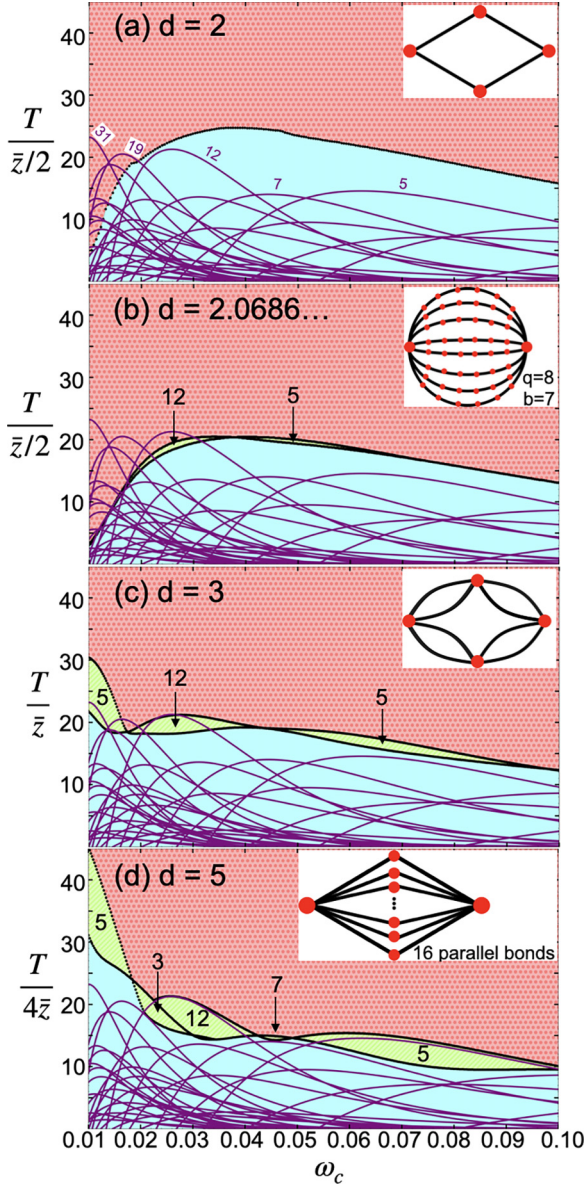 (a) d = 2
T
z̄/2
40
30
20
10
31
19
12
7
5
(b) d = 2.0686...
T
z̄/2
40
30
20
10
12
5
q=8
b=7
(c) d = 3
T
z̄
40
30
20
10
5
12
5
(d) d = 5
T
4z̄
40
30
20
10
5
3
12
7
5
16 parallel bonds
0.01 0.02 0.03 0.04 0.05 0.06 0.07 0.08 0.09 0.10
ω_c